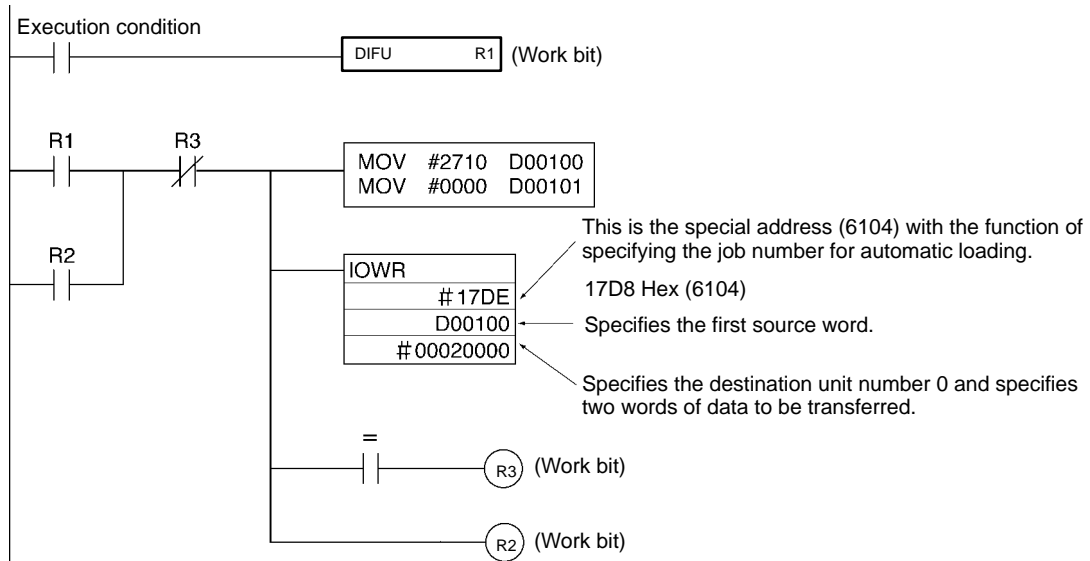 Execution condition
DIFU R1 (Work bit)
R1 R3
MOV #2710 D00100
MOV #0000 D00101
This is the special address (6104) with the function of
specifying the job number for automatic loading.
R2
IOWR
#17DE
17D8 Hex (6104)
D00100
Specifies the first source word.
#00020000
Specifies the destination unit number 0 and specifies
two words of data to be transferred.
=
R3 (Work bit)
R2 (Work bit)